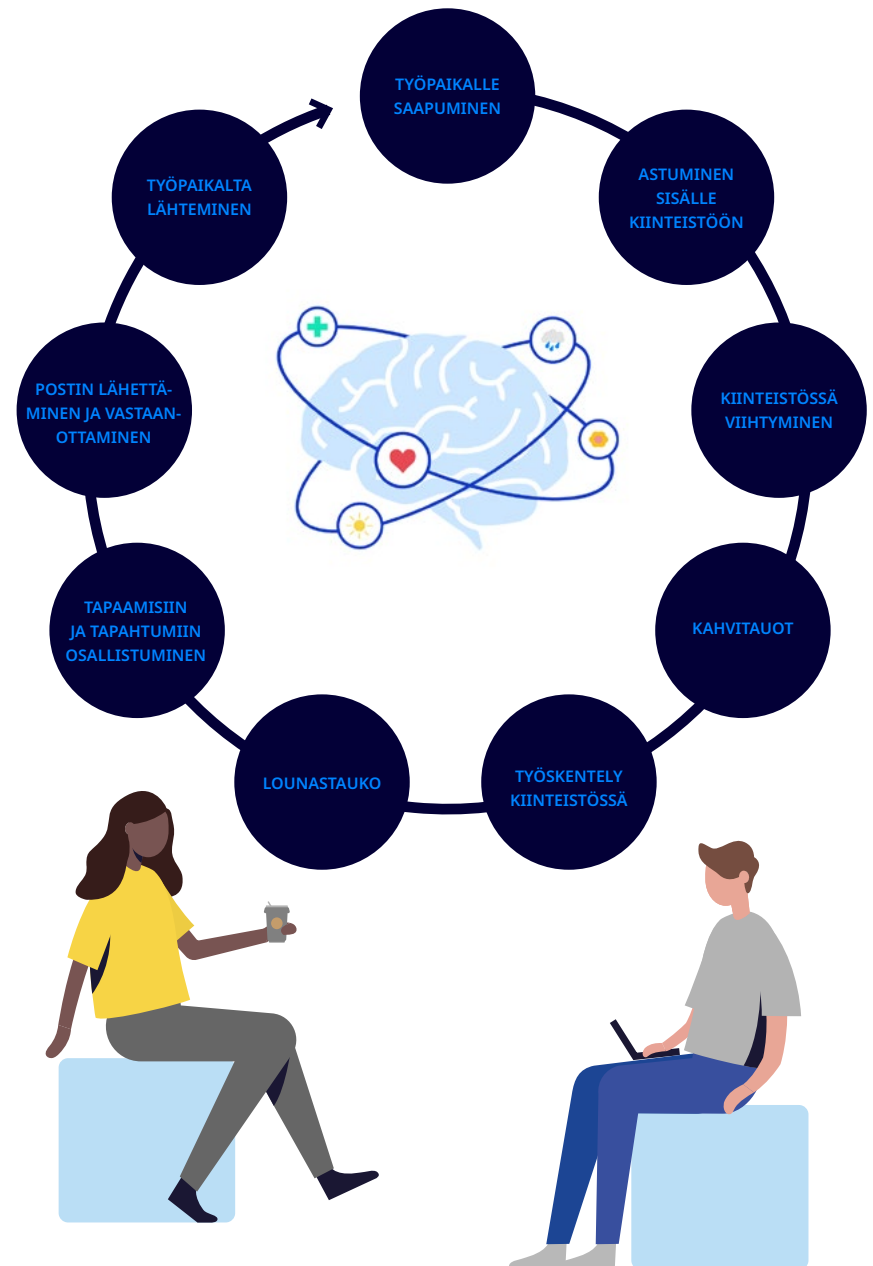 TYÖPAIKALLE
SAAPUMINEN
ASTUMINEN
SISÄLLE
KIINTEISTÖÖN
KIINTEISTÖSSÄ
VIIHTYMINEN
KAHVITAUOT
TYÖSKENTELY
KIINTEISTÖSSÄ
LOUNASTAUKO
TAPAAMISIIN
JA TAPAHTUMIIN
OSALLISTUMINEN
POSTIN LÄHETTÄ-
MINEN JA VASTAAN-
OTTAMINEN
TYÖPAIKALTA
LÄHTEMINEN